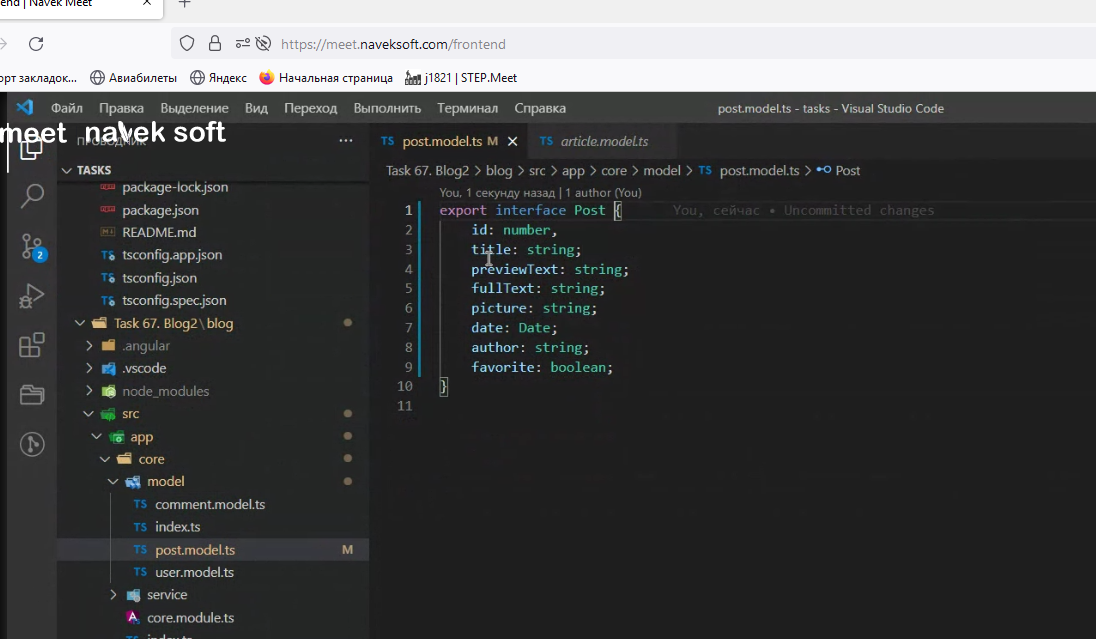 end | Navek Meet
https://meet.naveksoft.com/frontend
орт закладок... Авиабилеты Яндекс Начальная страница j1821 | STEP.Meet
Файл Правка Выделение Вид Переход Выполнить Терминал Справка post.model.ts - tasks - Visual Studio Code
meet navek soft
ПРОВОДНИК ...
TS post.model.ts M TS article.model.ts
TASKS
Task 67. Blog2 > blog > src > app > core > model > TS post.model.ts > Post
package-lock.json
package.json
README.md
tsconfig.app.json
tsconfig.json
tsconfig.spec.json
Task 67. Blog2\blog
.angular
.vscode
node_modules
src
app
core
model
TS comment.model.ts
TS index.ts
TS post.model.ts M
TS user.model.ts
service
core.module.ts
2
You, 1 секунду назад | 1 author (You)
1 export interface Post { You, сейчас • Uncommitted changes
2 id: number,
3 title: string;
4 previewText: string;
5 fullText: string;
6 picture: string;
7 date: Date;
8 author: string;
9 favorite: boolean;
10 }
11